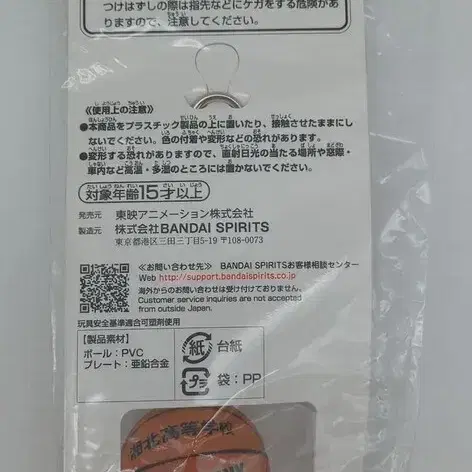 つけはずしの際は指先などにケガをする危険があ
りますので、注意してください。
《使用上の注意》
●本商品をプラスチック製品の上に置いたり、接触させたままにし
ないでください。色の付着や変形などの恐れがあります。
●変形する恐れがありますので、直射日光の当たる場所や窓際・
車内など高温・多湿のところには置かないでください。
対象年齢15才以上
発売元 東映アニメーション株式会社
製造元 株式会社BANDAI SPIRITS
東京都港区三田三丁目5-19 〒108-0073
≪お問い合わせ先≫ BANDAI SPIRITSお客様相談センター
Web http://support.bandaispirits.co.jp
海外からのお問い合わせは受け付けておりません。
Customer service inquiries are not accepted
from outside Japan.
玩具安全基準適合可塑剤使用
【製品素材】
ボール:PVC
プレート:亜鉛合金
紙 台紙
プラ 袋:PP
湘北高等学校